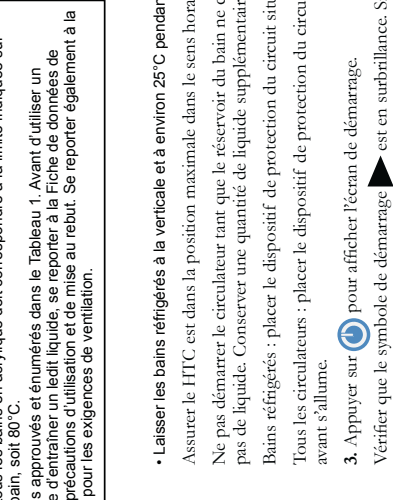 tous les bains en acrylique doit correspondre à la limite indiquée sur
bain, soit 80˚C.
s approuvés et énumérés dans le Tableau 1. Avant d'utiliser un
e d'entraîner un ledit liquide, se reporter à la Fiche de données de
précautions d'utilisation et de mise au rebut. Se reporter également à la
pour les exigences de ventilation.
• Laisser les bains réfrigérés à la verticale et à environ 25˚C pendan
Assurer le HTC est dans la position maximale dans le sens hora
Ne pas démarrer le circulateur tant que le réservoir du bain ne c
pas de liquide. Conserver une quantité de liquide supplémentair
Bains réfrigérés : placer le dispositif de protection du circuit situ
Tous les circulateurs : placer le dispositif de protection du circu
avant s'allume.
3. Appuyer sur pour afficher l'écran de démarrage.
Vérifier que le symbole de démarrage est en surbrillance. S